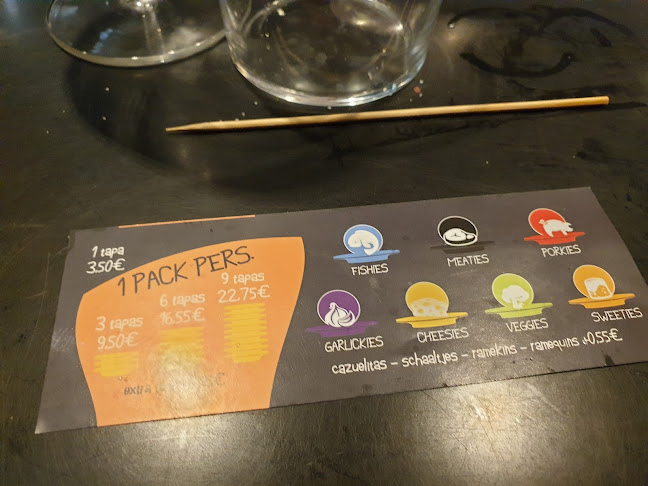 1 tapa
3.50€
1 PACK PERS.
3 tapas
9.50€
6 tapas
16.55€
9 tapas
22.75€
FISHIES
MEATIES
PORKIES
GARLICKIES
CHEESIES
VEGGIES
SWEETIES
cazuelitas - schaaltjes - ramekins - ramequins +0,55€